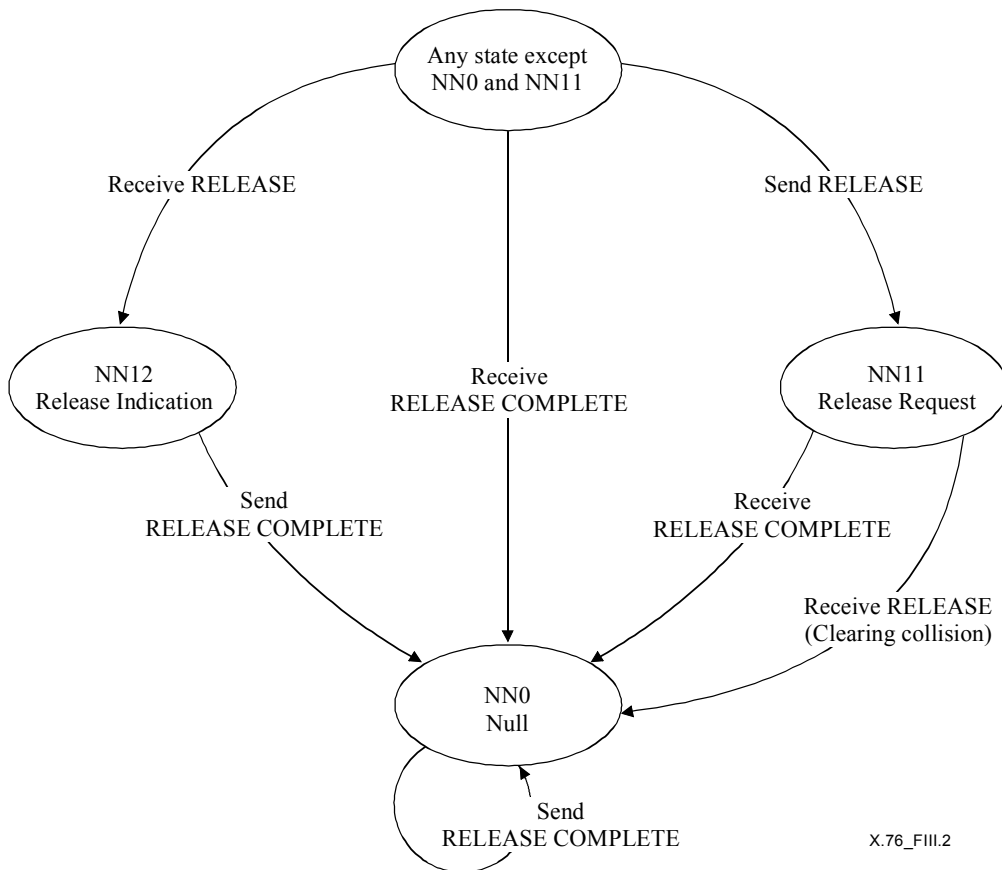 Any state except
NN0 and NN11
Receive RELEASE
Send RELEASE
NN12
Release Indication
Receive
RELEASE COMPLETE
NN11
Release Request
Send
RELEASE COMPLETE
Receive
RELEASE COMPLETE
Receive RELEASE
(Clearing collision)
NN0
Null
Send
RELEASE COMPLETE
X.76_FIII.2